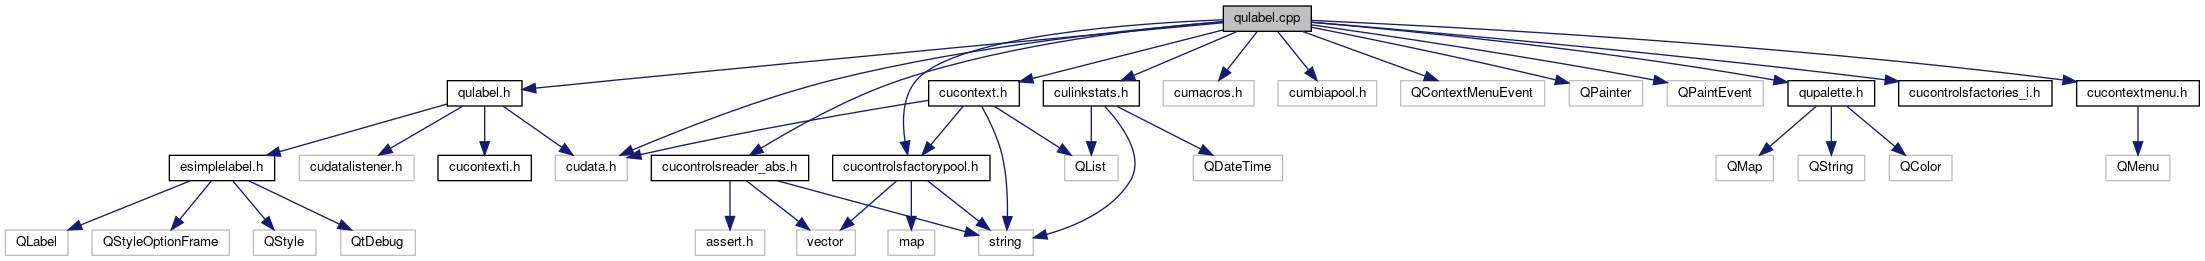 qulabel.cpp
qulabel.h
cucontext.h
culinkstats.h
cumacros.h
cumbiapool.h
QContextMenuEvent
QPainter
QPaintEvent
qupalette.h
cucontrolsfactories_i.h
cucontextmenu.h
esimplelabel.h
cudatalistener.h
cucontexti.h
cudata.h
cucontrolsreader_abs.h
cucontrolsfactorypool.h
QList
QDateTime
QMap
QString
QColor
QMenu
QLabel
QStyleOptionFrame
QStyle
QtDebug
assert.h
vector
map
string